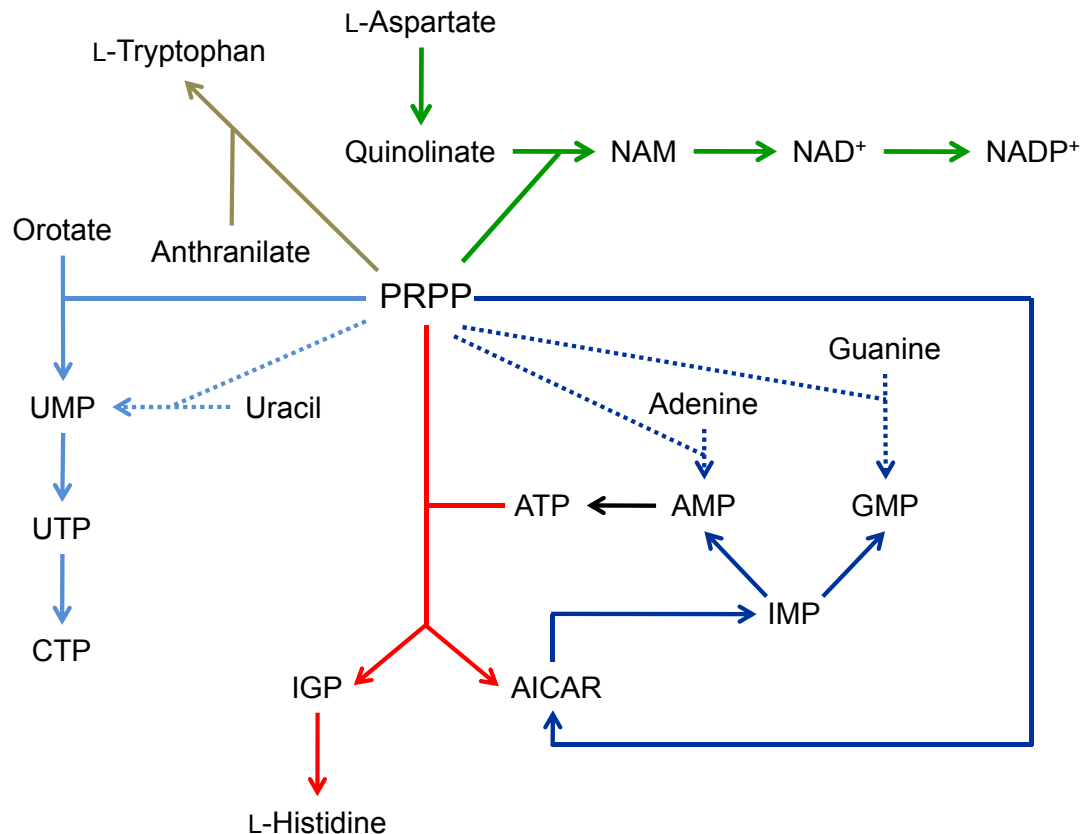 L-Aspartate
L-Tryptophan
Quinolinate
NAM
NAD+
NADP+
Orotate
Anthranilate
PRPP
Guanine
UMP
Uracil
Adenine
ATP
AMP
GMP
UTP
IMP
CTP
IGP
AICAR
L-Histidine